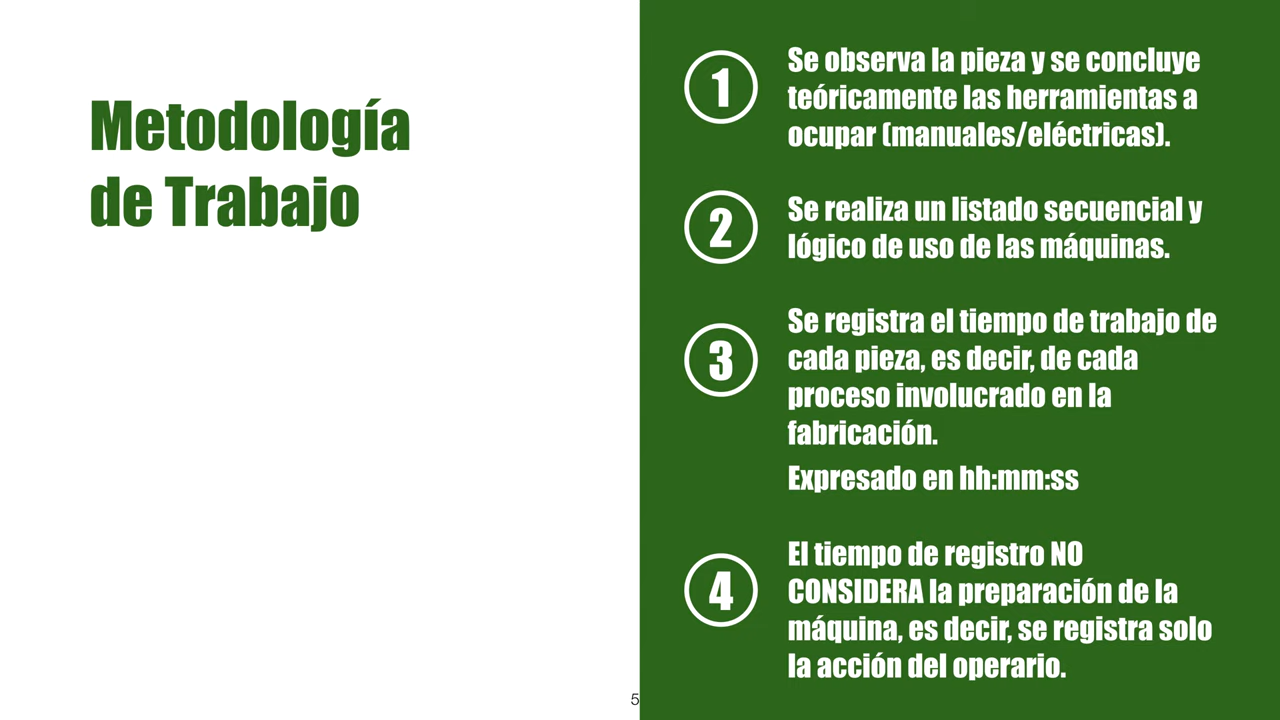 Metodología
de Trabajo
1
Se observa la pieza y se concluye
teóricamente las herramientas a
ocupar (manuales/eléctricas).
2
Se realiza un listado secuencial y
lógico de uso de las máquinas.
3
Se registra el tiempo de trabajo de
cada pieza, es decir, de cada
proceso involucrado en la
fabricación.
Expresado en hh:mm:ss
4
El tiempo de registro NO
CONSIDERA la preparación de la
máquina, es decir, se registra solo
la acción del operario.
5